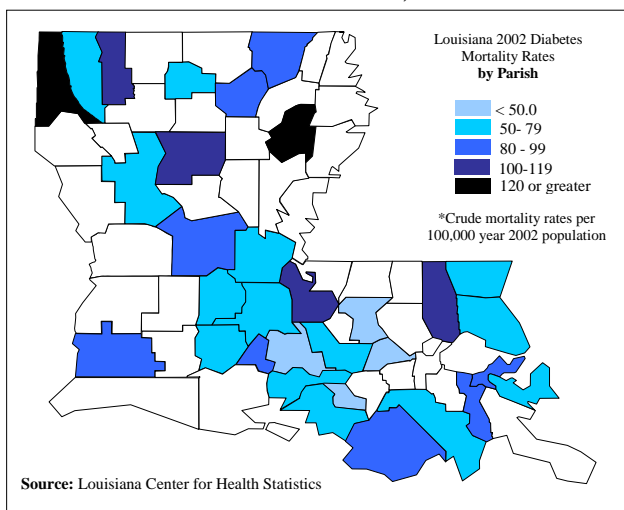 Louisiana 2002 Diabetes
Mortality Rates
by Parish
< 50.0
50- 79
80 - 99
100-119
120 or greater
*Crude mortality rates per
100,000 year 2002 population
Source: Louisiana Center for Health Statistics